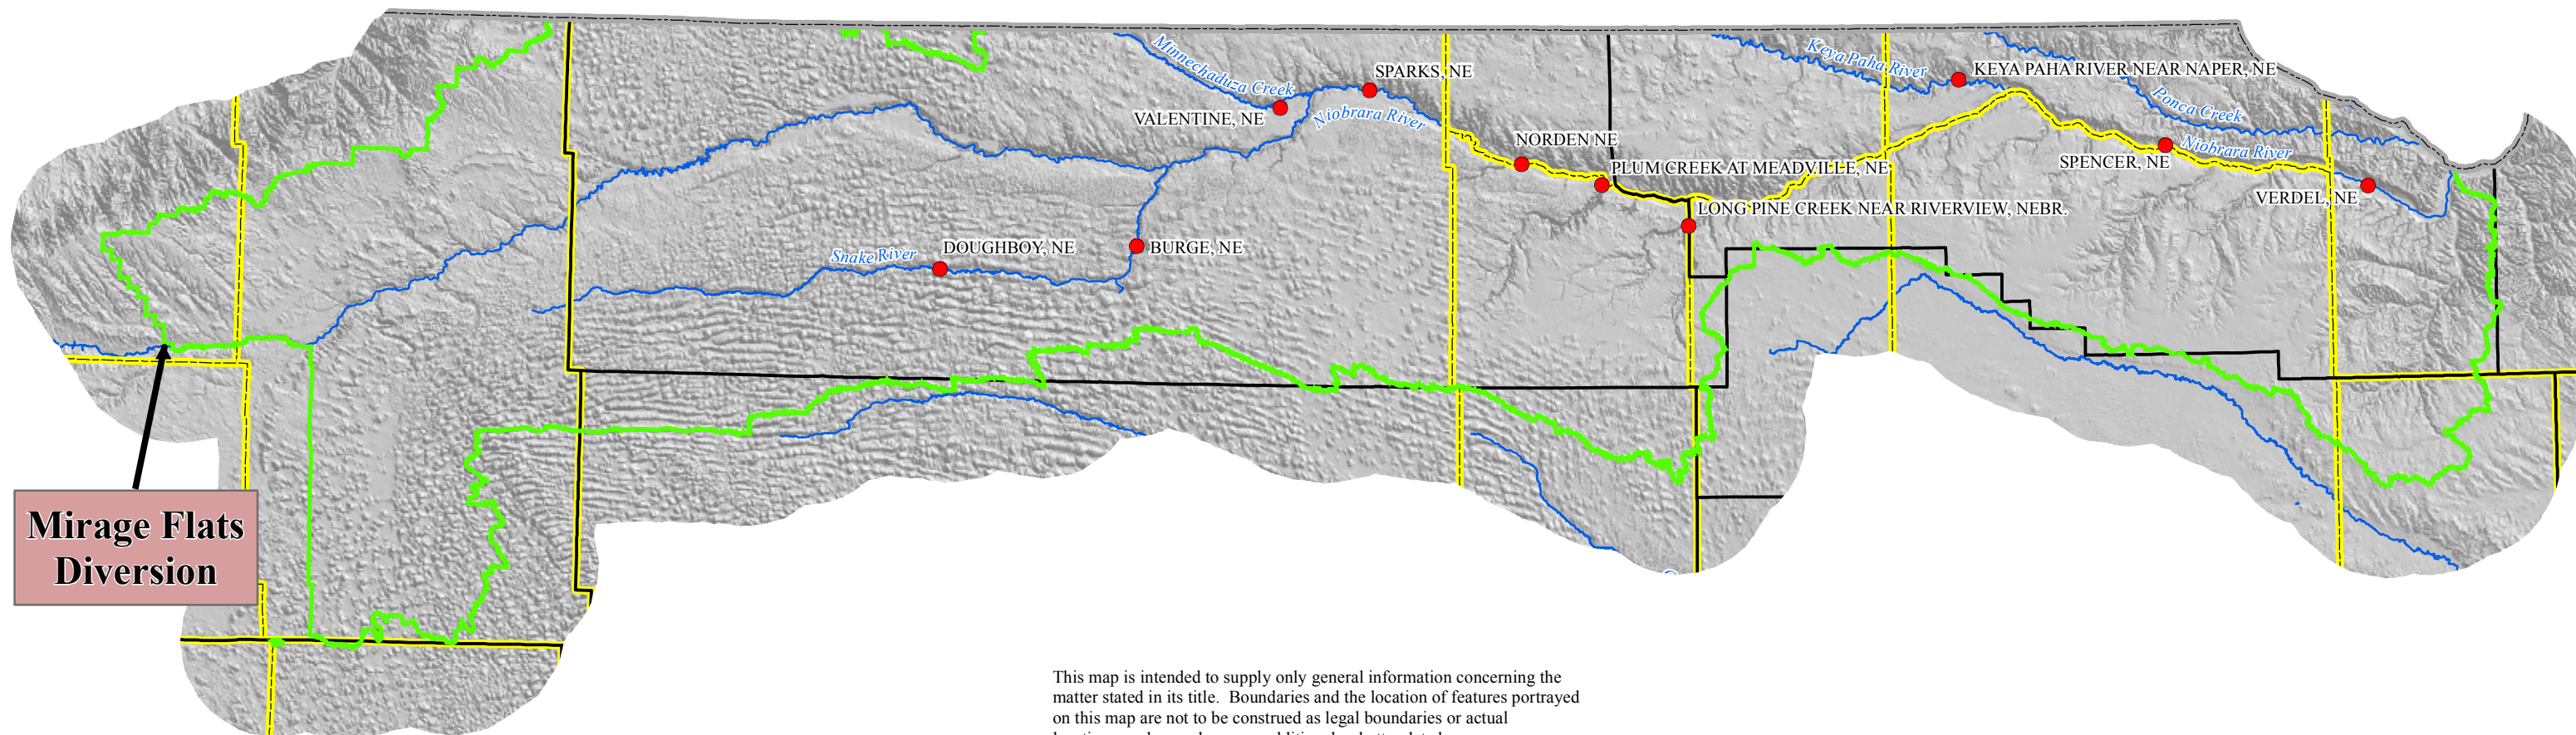 Minnechaduza Creek
Keya Paha River
SPARKS, NE
KEYA PAHA RIVER NEAR NAPER, NE
Ponca Creek
VALENTINE, NE
Niobrara River
NORDEN NE
Niobrara River
SPENCER, NE
PLUM CREEK AT MEADVILLE, NE
VERDEL, NE
LONG PINE CREEK NEAR RIVERVIEW, NEBR.
Snake River
DOUGHBOY, NE
BURGE, NE
Mirage Flats
Diversion
This map is intended to supply only general information concerning the
matter stated in its title. Boundaries and the location of features portrayed
on this map are not to be construed as legal boundaries or actual